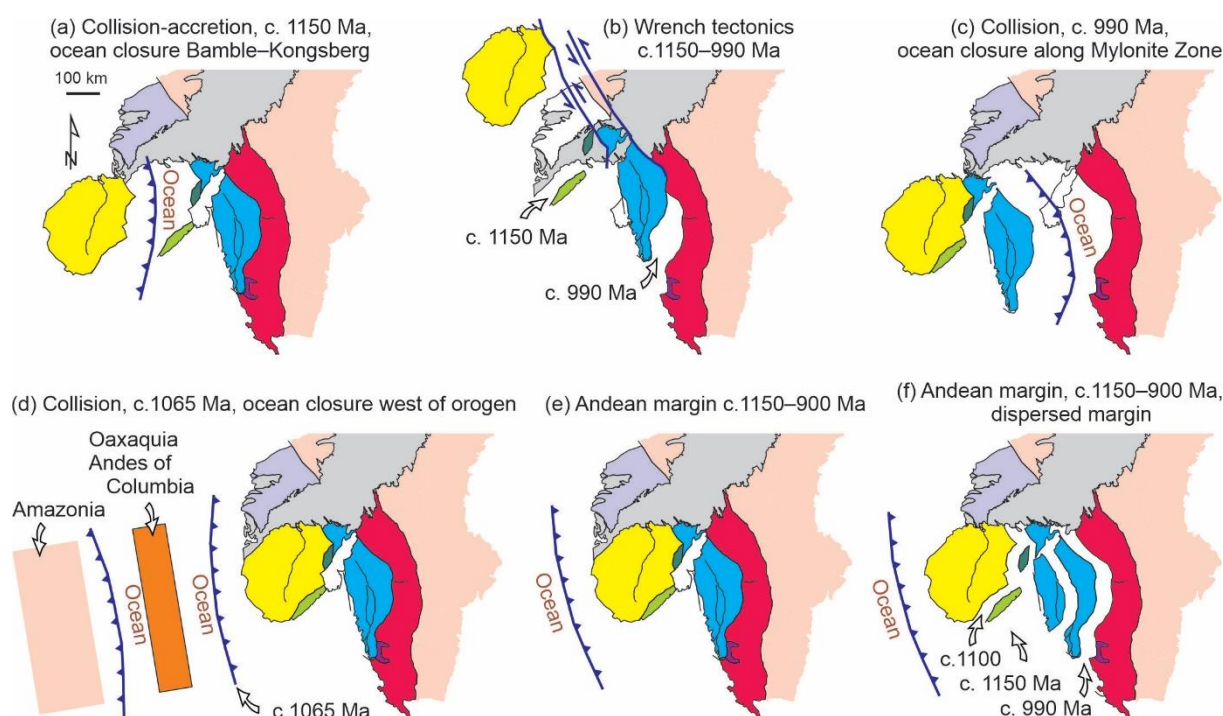 (a) Collision-accretion, c. 1150 Ma,
ocean closure Bamble–Kongsberg
100 km
N
Ocean
(b) Wrench tectonics
c.1150–990 Ma
c. 1150 Ma
c. 990 Ma
(c) Collision, c. 990 Ma,
ocean closure along Mylonite Zone
Ocean
(d) Collision, c.1065 Ma, ocean closure west of orogen
Oaxaquia
Andes of
Columbia
Amazonia
Ocean
Ocean
c. 1065 Ma
(e) Andean margin c.1150–900 Ma
Ocean
(f) Andean margin, c.1150–900 Ma,
dispersed margin
Ocean
c.1100
c. 1150 Ma
c. 990 Ma